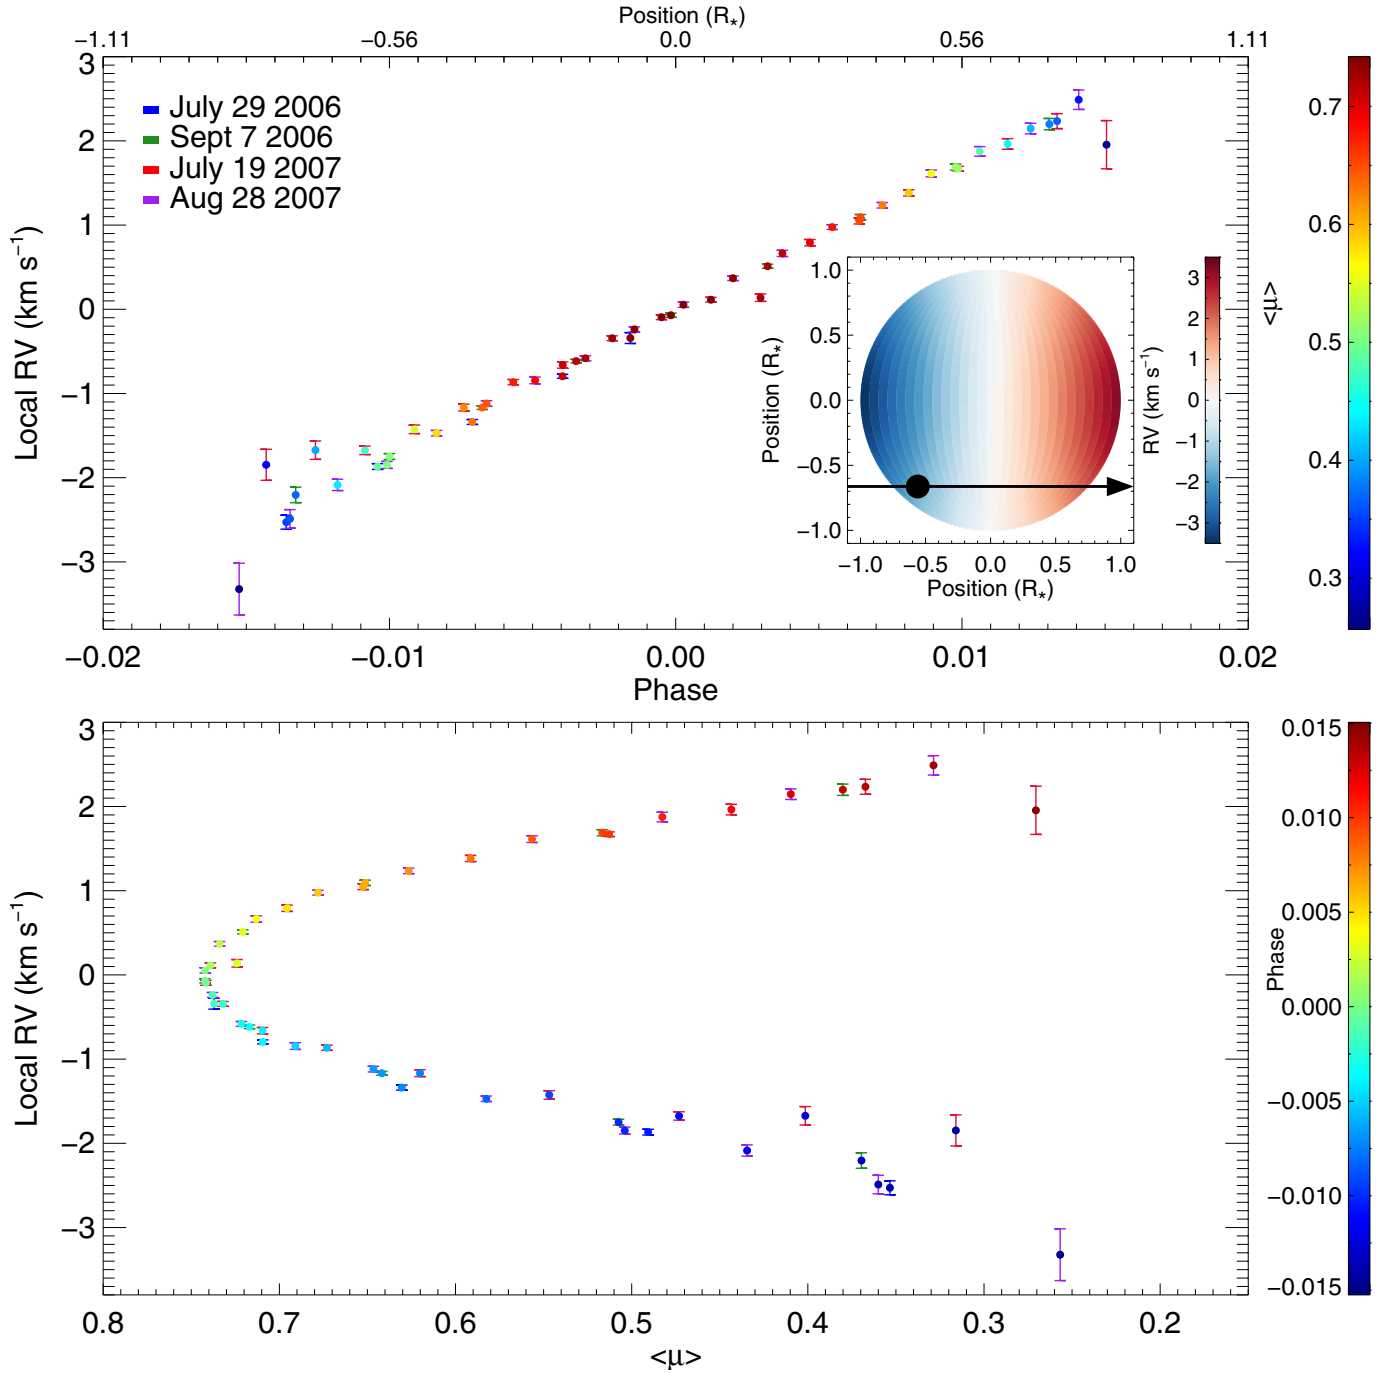 Position (R*)
−1.11 −0.56 0.0 0.56 1.11
July 29 2006
Sept 7 2006
July 19 2007
Aug 28 2007
3
2
1
0
−1
−2
−3
Local RV (km s⁻¹)
−0.02 −0.01 0.00 0.01 0.02
Phase
1.0
0.5
0.0
−0.5
−1.0
Position (R*)
−1.0 −0.5 0.0 0.5 1.0
Position (R*)
RV (km s⁻¹)
3
2
1
0
−1
−2
−3
<μ>
0.7
0.6
0.5
0.4
0.3
3
2
1
0
−1
−2
−3
Local RV (km s⁻¹)
0.8 0.7 0.6 0.5 0.4 0.3 0.2
<μ>
Phase
0.015
0.010
0.005
0.000
−0.005
−0.010
−0.015